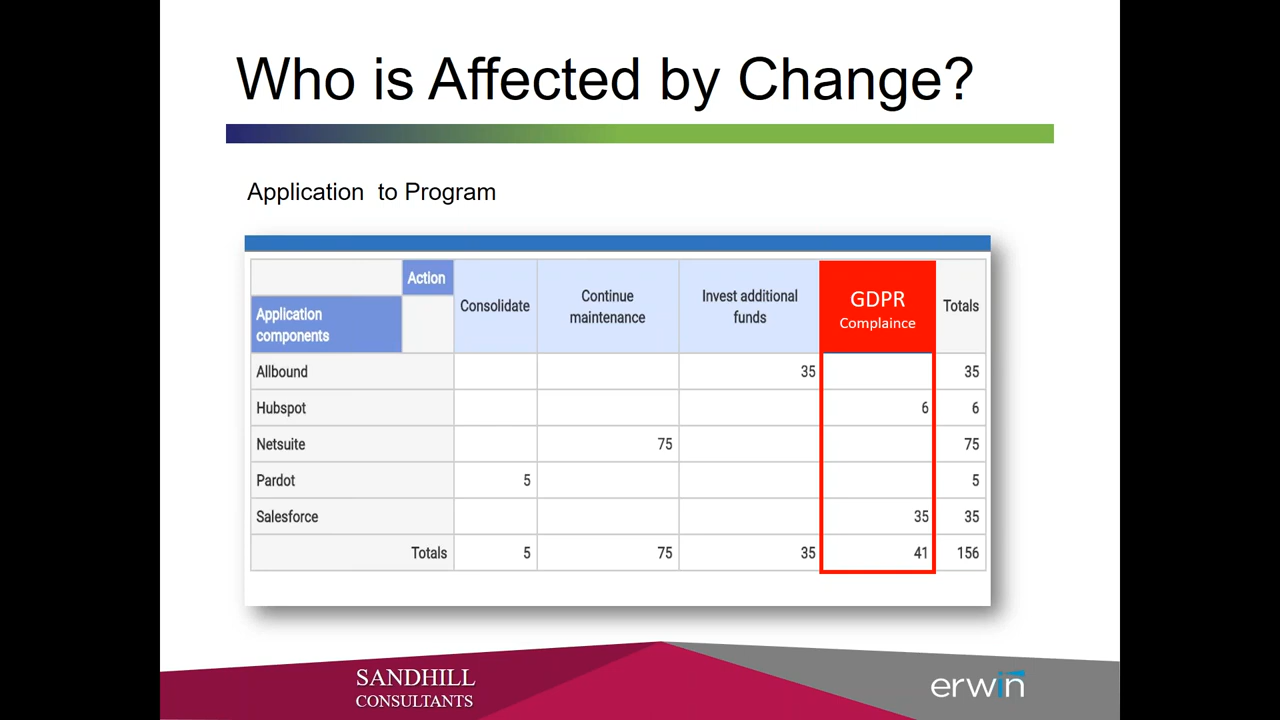 Who is Affected by Change?
Application to Program
Action
Application
components
Consolidate
Continue
maintenance
Invest additional
funds
GDPR
Complaince
Totals
Allbound 35 35
Hubspot 6 6
Netsuite 75 75
Pardot 5 5
Salesforce 35 35
Totals 5 75 35 41 156
SANDHILL
CONSULTANTS
erwin